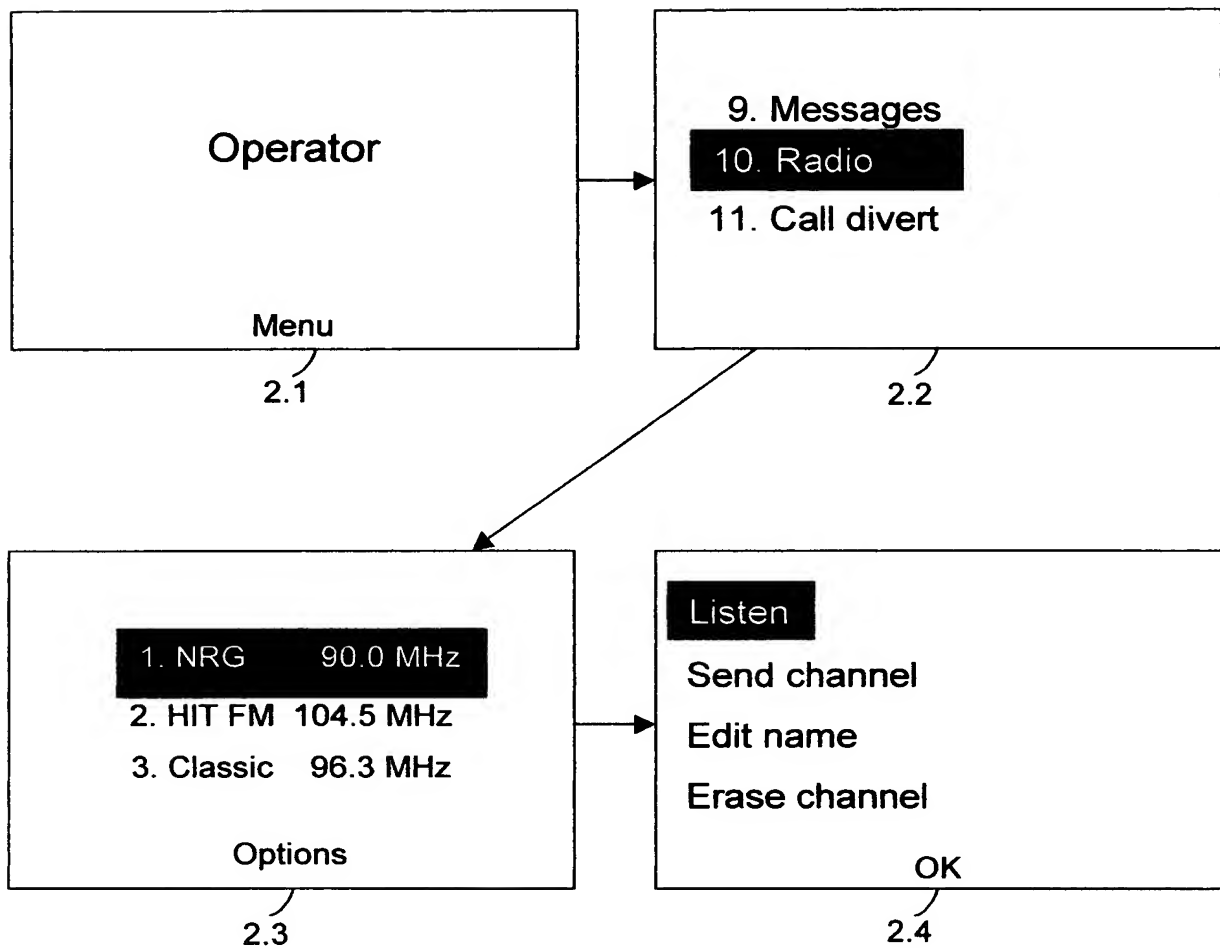 Operator
Menu
2.1
9. Messages
10. Radio
11. Call divert
2.2
1. NRG 90.0 MHz
2. HIT FM 104.5 MHz
3. Classic 96.3 MHz
Options
2.3
Listen
Send channel
Edit name
Erase channel
OK
2.4